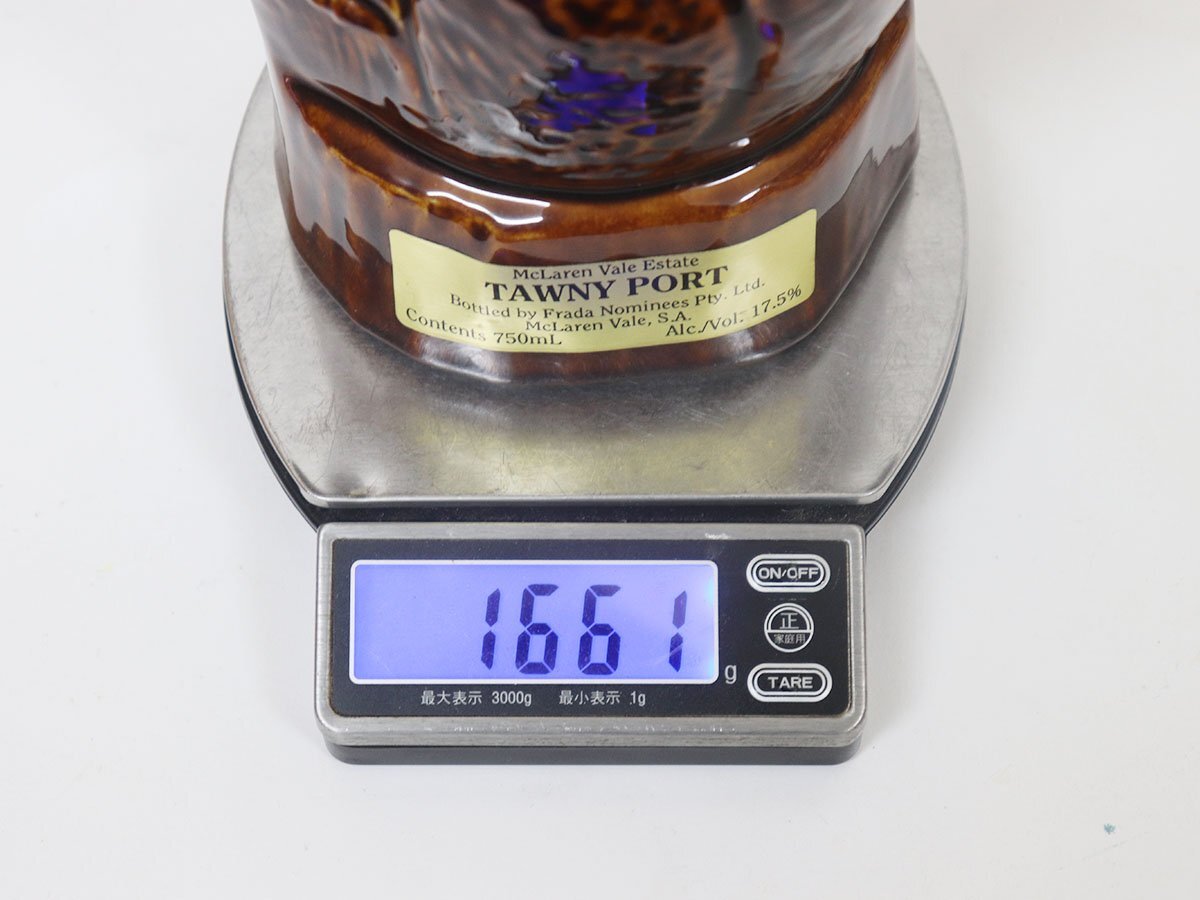 McLaren Vale Estate
TAWNY PORT
Bottled by Frada Nominees Pty. Ltd.
McLaren Vale, S.A.
Contents 750mL Alc./Vol. 17.5%
1661 g
ON/OFF
正
家庭用
TARE
最大表示 3000g 最小表示 1g